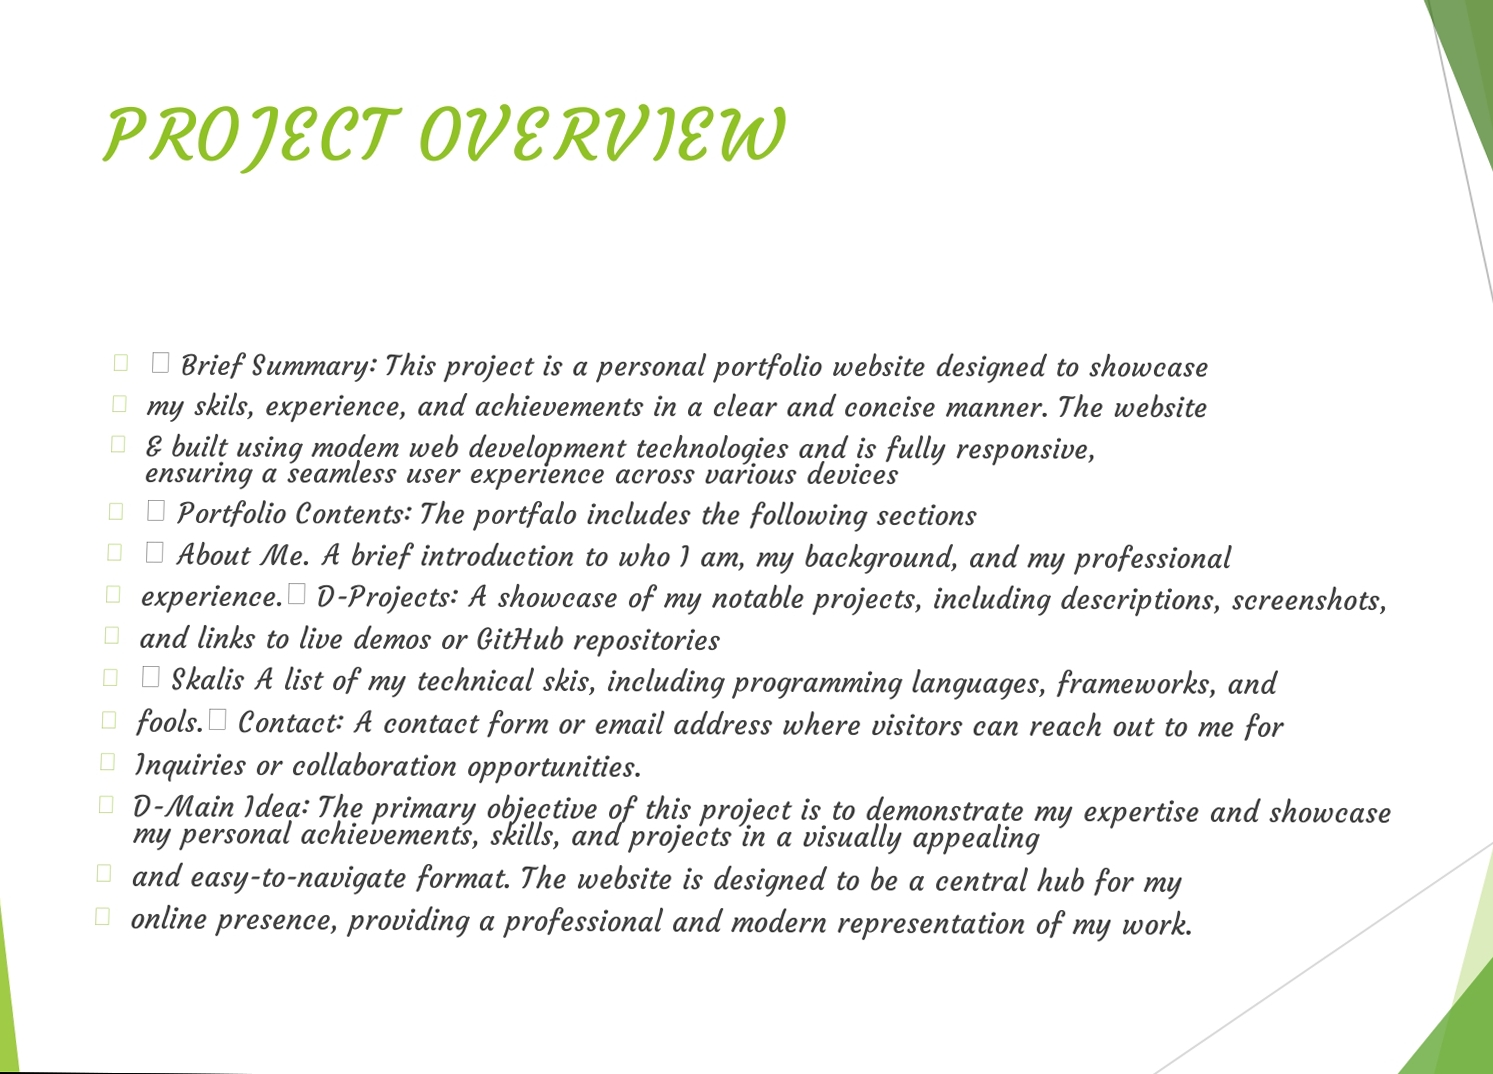 PROJECT OVERVIEW
Brief Summary: This project is a personal portfolio website designed to showcase
my skils, experience, and achievements in a clear and concise manner. The website
& built using modem web development technologies and is fully responsive,
ensuring a seamless user experience across various devices
Portfolio Contents: The portfalo includes the following sections
About Me. A brief introduction to who I am, my background, and my professional
experience. D-Projects: A showcase of my notable projects, including descriptions, screenshots,
and links to live demos or GitHub repositories
Skalis A list of my technical skis, including programming languages, frameworks, and
fools. Contact: A contact form or email address where visitors can reach out to me for
Inquiries or collaboration opportunities.
D-Main Idea: The primary objective of this project is to demonstrate my expertise and showcase
my personal achievements, skills, and projects in a visually appealing
and easy-to-navigate format. The website is designed to be a central hub for my
online presence, providing a professional and modern representation of my work.